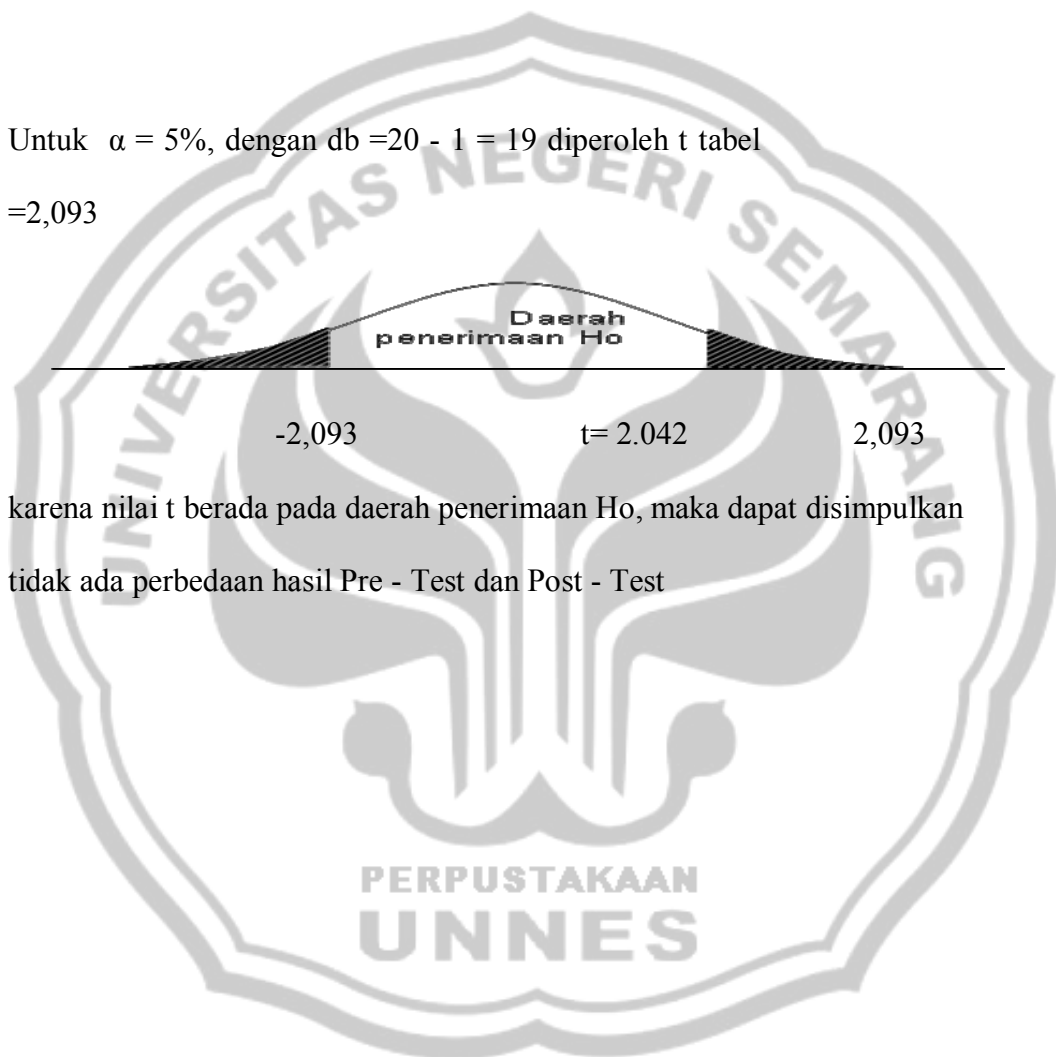 Untuk α = 5%, dengan db =20 - 1 = 19 diperoleh t tabel
=2,093
Daerah
penerimaan Ho
-2,093 t= 2.042 2,093
karena nilai t berada pada daerah penerimaan Ho, maka dapat disimpulkan
tidak ada perbedaan hasil Pre - Test dan Post - Test
UNIVERSITAS NEGERI SEMARANG
PERPUSTAKAAN
UNNES